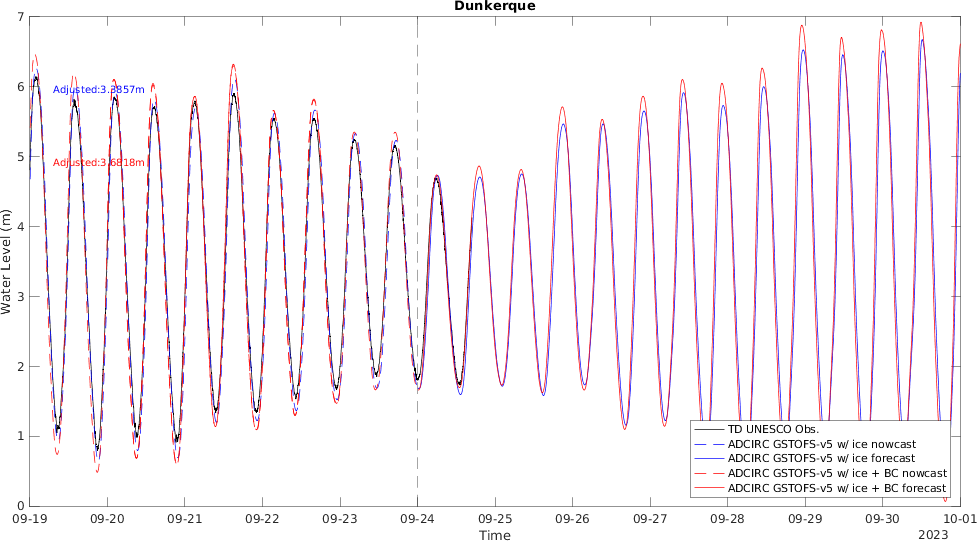 Dunkerque
7
6
5
4
3
2
1
0
Water Level (m)
Adjusted:3.3857m
Adjusted:3.6818m
TD UNESCO Obs.
ADCIRC GSTOFS-v5 w/ ice nowcast
ADCIRC GSTOFS-v5 w/ ice forecast
ADCIRC GSTOFS-v5 w/ ice + BC nowcast
ADCIRC GSTOFS-v5 w/ ice + BC forecast
09-19 09-20 09-21 09-22 09-23 09-24 09-25 09-26 09-27 09-28 09-29 09-30 10-01
Time
2023